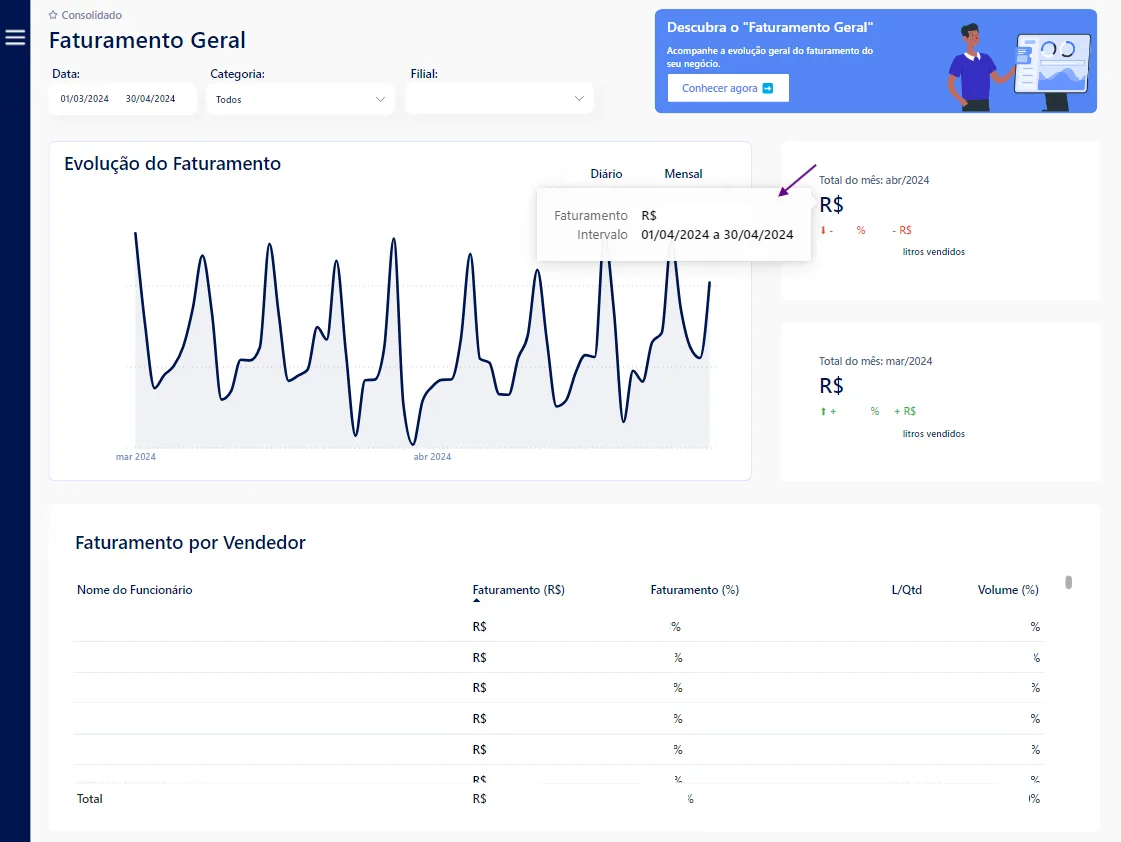 Consolidado
Faturamento Geral
Data:
Categoria:
Filial:
01/03/2024 30/04/2024
Todos
Descubra o "Faturamento Geral"
Acompanhe a evolução geral do faturamento do
seu negócio.
Conhecer agora
Evolução do Faturamento
Diário Mensal
Faturamento R$
Intervalo 01/04/2024 a 30/04/2024
mar 2024 abr 2024
Total do mês: abr/2024
R$
- % - R$
litros vendidos
Total do mês: mar/2024
R$
+ % + R$
litros vendidos
Faturamento por Vendedor
Nome do Funcionário Faturamento (R$) Faturamento (%) L/Qtd Volume (%)
R$ % %
R$ % %
R$ % %
R$ % %
R$ % %
R$ % %
Total R$ % %